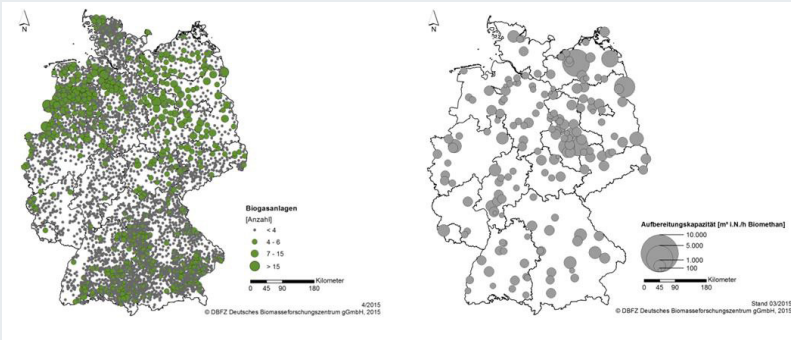 N
Biogasanlagen
[Anzahl]
< 4
4 - 6
7 - 15
> 15
Kilometer
0 45 90 180
4/2015
© DBFZ Deutsches Biomasseforschungszentrum gGmbH, 2015
N
Aufbereitungskapazität [m³ i.N./h Biomethan]
10.000
5.000
1.000
100
Kilometer
0 45 90 180
Stand 03/2015
© DBFZ Deutsches Biomasseforschungszentrum gGmbH, 2015